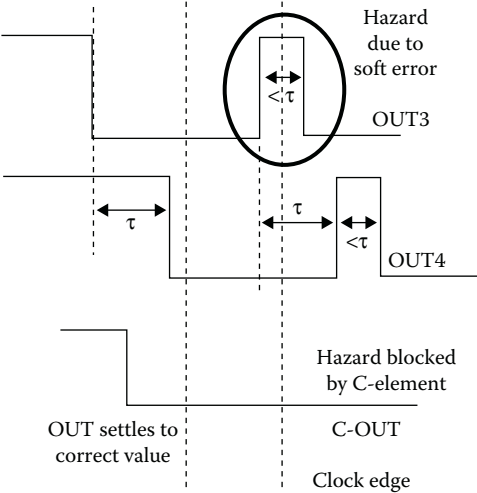 Hazard
due to
soft error
< τ
OUT3
τ
τ
<τ
OUT4
Hazard blocked
by C-element
OUT settles to
correct value
C-OUT
Clock edge